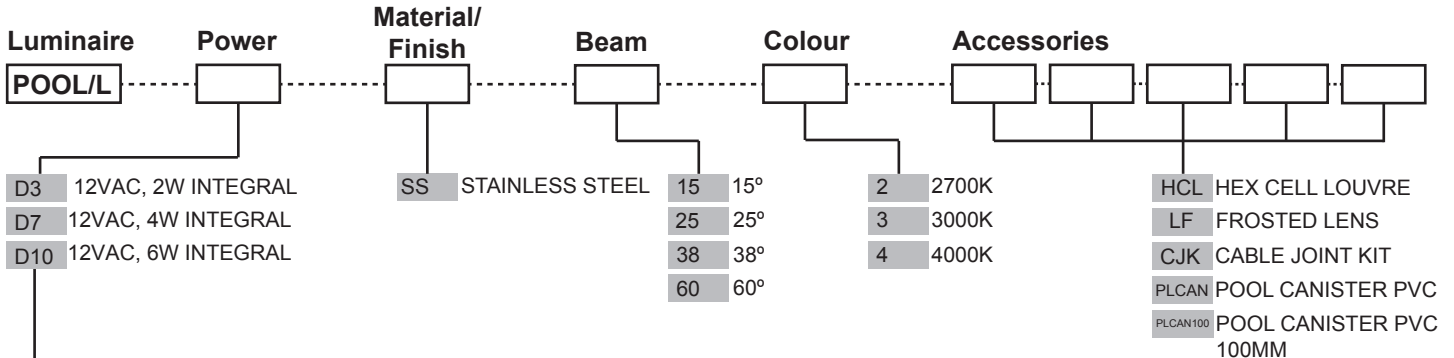 Luminaire Power Material/ Finish Beam Colour Accessories
POOL/L
D3 12VAC, 2W INTEGRAL
D7 12VAC, 4W INTEGRAL
D10 12VAC, 6W INTEGRAL
SS STAINLESS STEEL
15 15º
25 25º
38 38º
60 60º
2 2700K
3 3000K
4 4000K
HCL HEX CELL LOUVRE
LF FROSTED LENS
CJK CABLE JOINT KIT
PLCAN POOL CANISTER PVC
PLCAN100 POOL CANISTER PVC
100MM